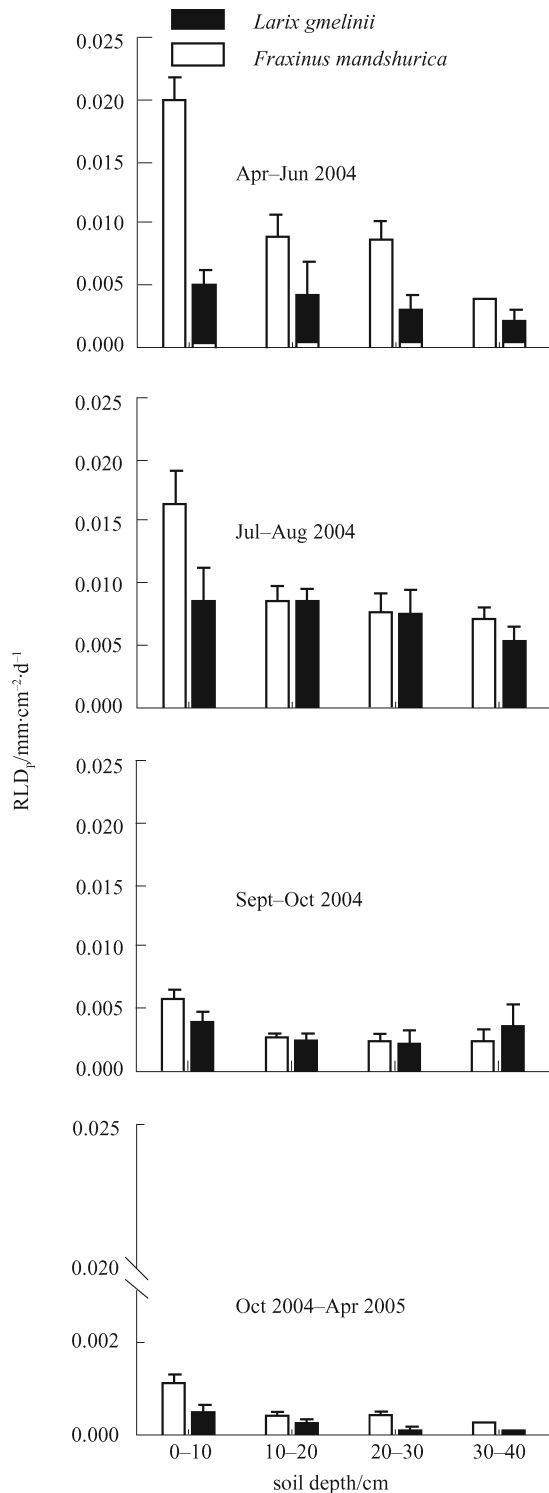 Larix gmelinii
Fraxinus mandshurica
0.025
0.020
0.015
0.010
0.005
0.000
Apr–Jun 2004
0.025
0.020
0.015
0.010
0.005
0.000
Jul–Aug 2004
RLDₚ/mm·cm⁻²·d⁻¹
0.025
0.020
0.015
0.010
0.005
0.000
Sept–Oct 2004
0.025
0.020
0.002
0.000
Oct 2004–Apr 2005
0–10 10–20 20–30 30–40
soil depth/cm